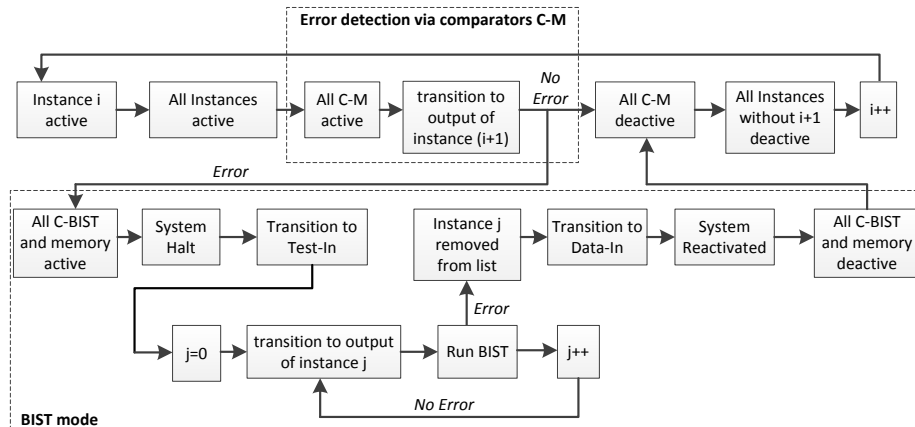 Error detection via comparators C-M
Instance i
active
All Instances
active
All C-M
active
transition to
output of
instance (i+1)
No
Error
All C-M
deactive
All Instances
without i+1
deactive
i++
Error
All C-BIST
and memory
active
System
Halt
Transition to
Test-In
Instance j
removed
from list
Transition to
Data-In
System
Reactivated
All C-BIST
and memory
deactive
Error
j=0
transition to output
of instance j
Run BIST
j++
No Error
BIST mode